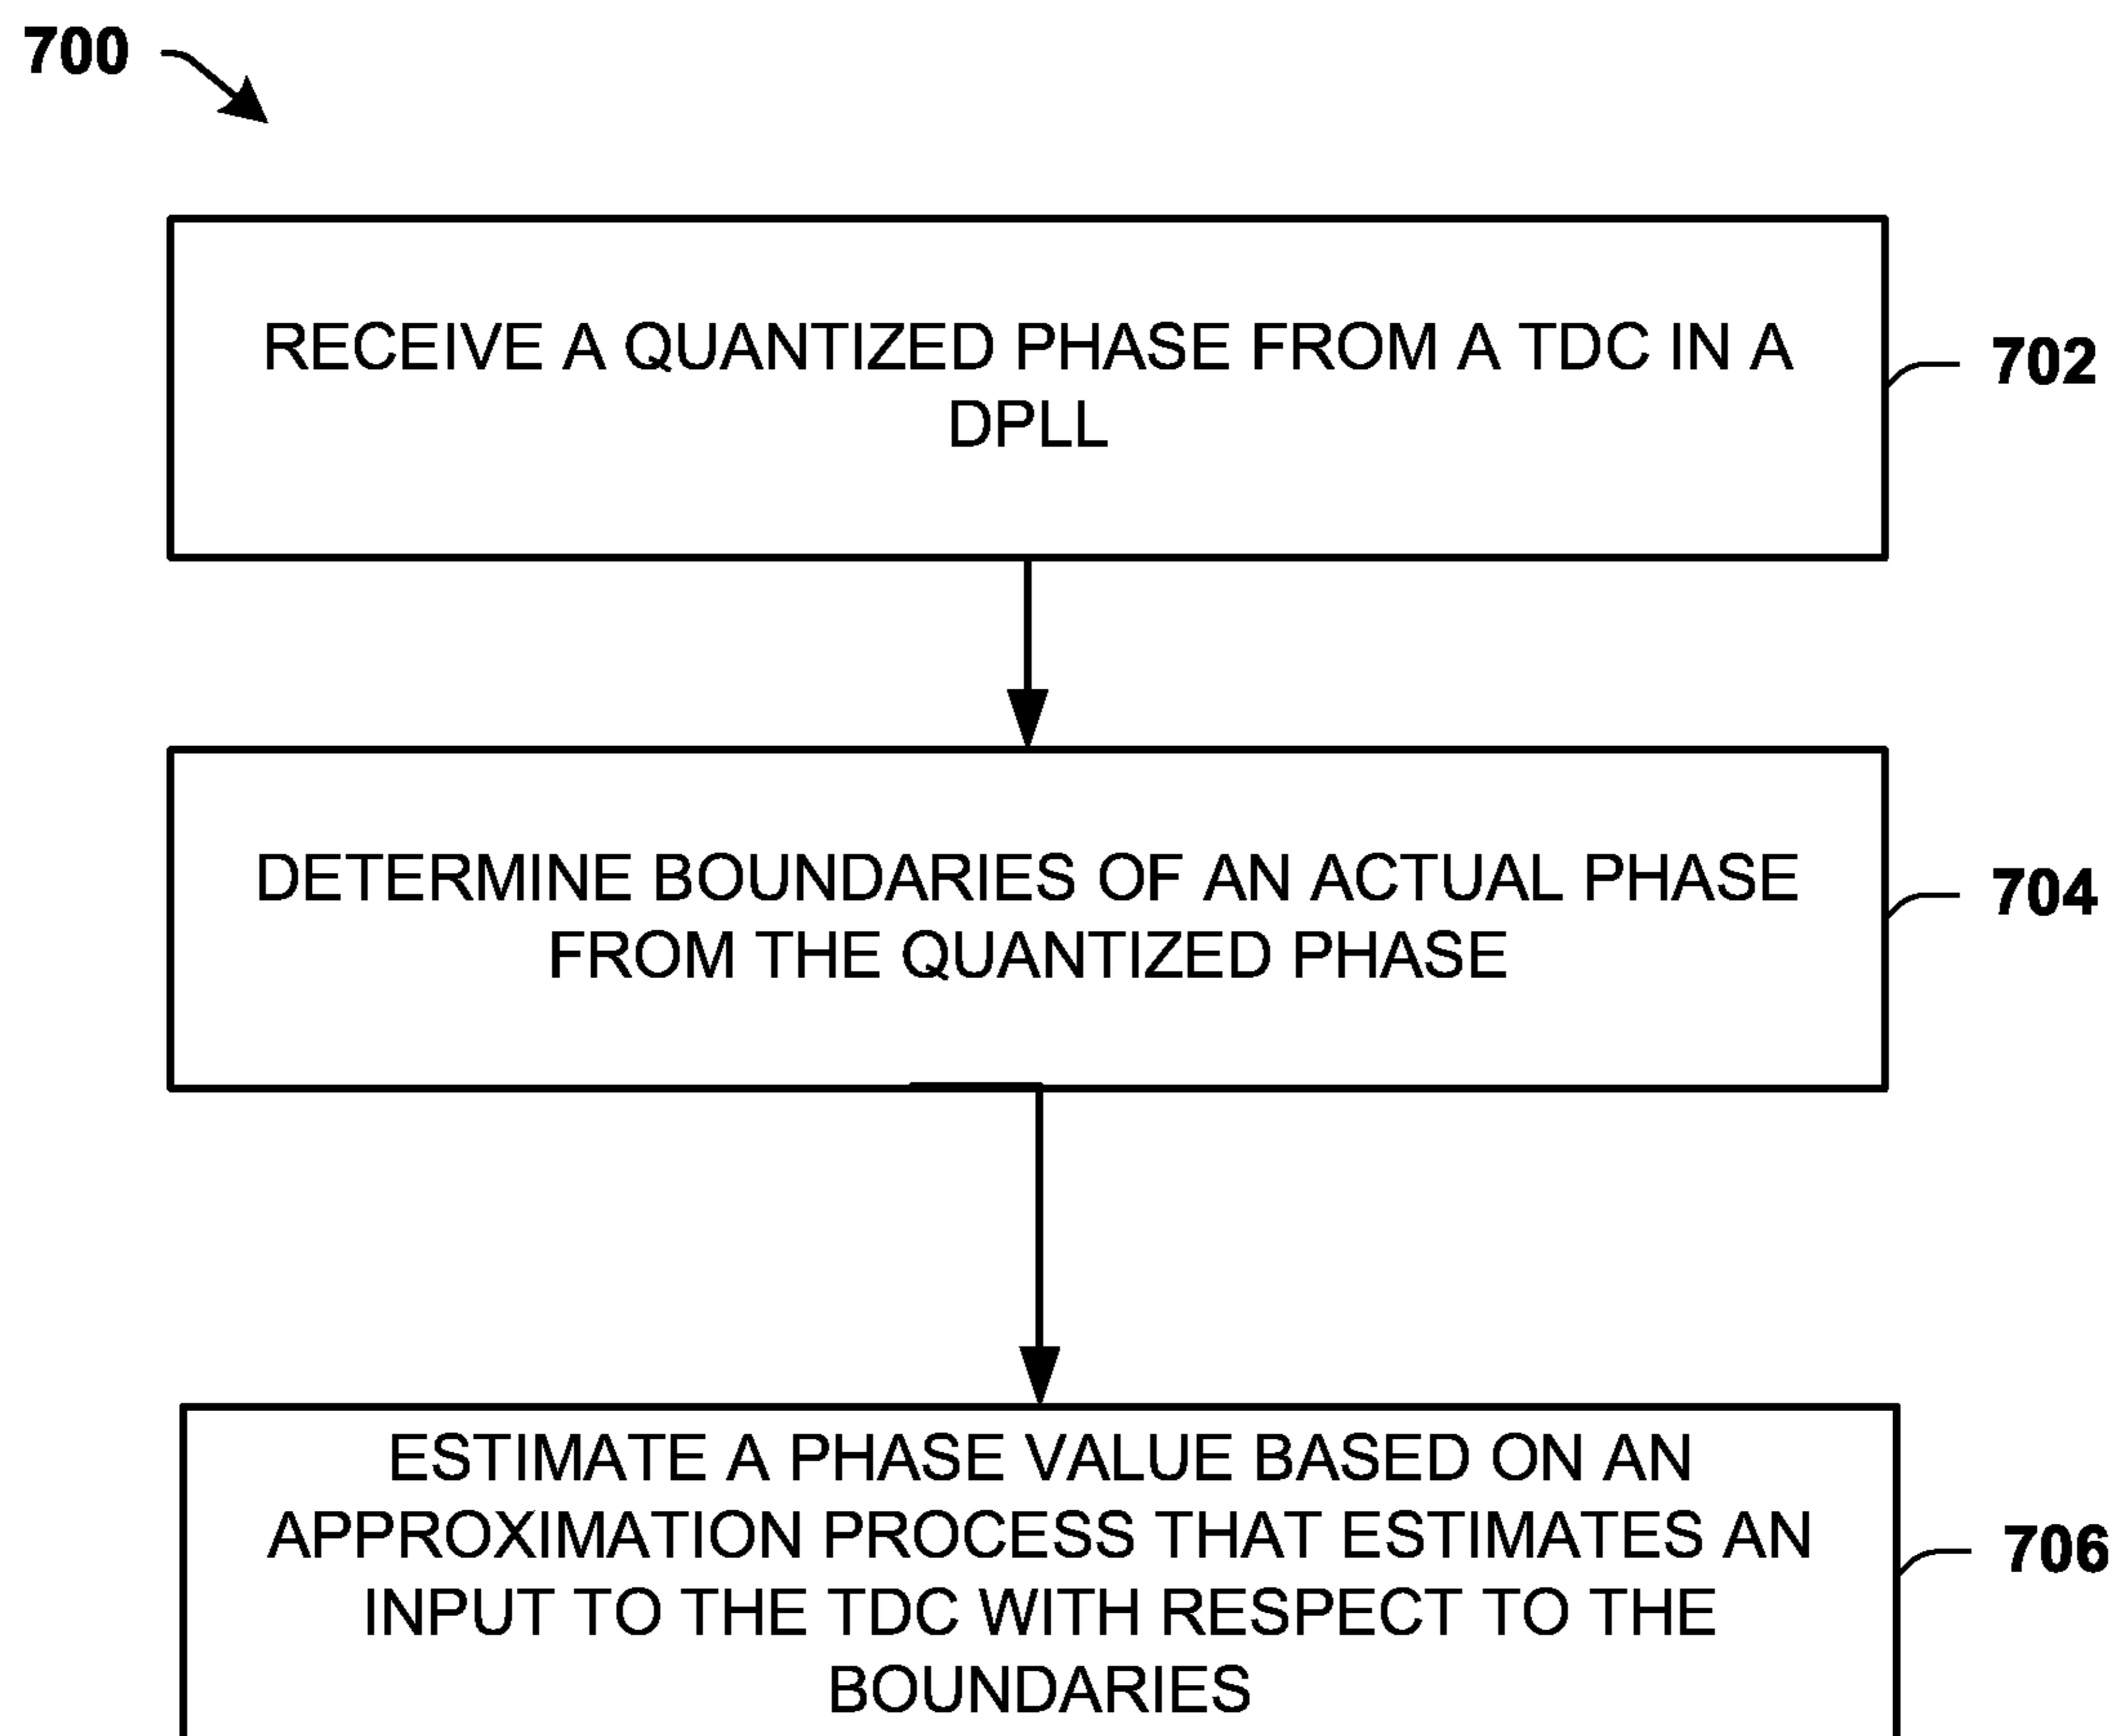 700
RECEIVE A QUANTIZED PHASE FROM A TDC IN A
DPLL
702
DETERMINE BOUNDARIES OF AN ACTUAL PHASE
FROM THE QUANTIZED PHASE
704
ESTIMATE A PHASE VALUE BASED ON AN
APPROXIMATION PROCESS THAT ESTIMATES AN
INPUT TO THE TDC WITH RESPECT TO THE
BOUNDARIES
706